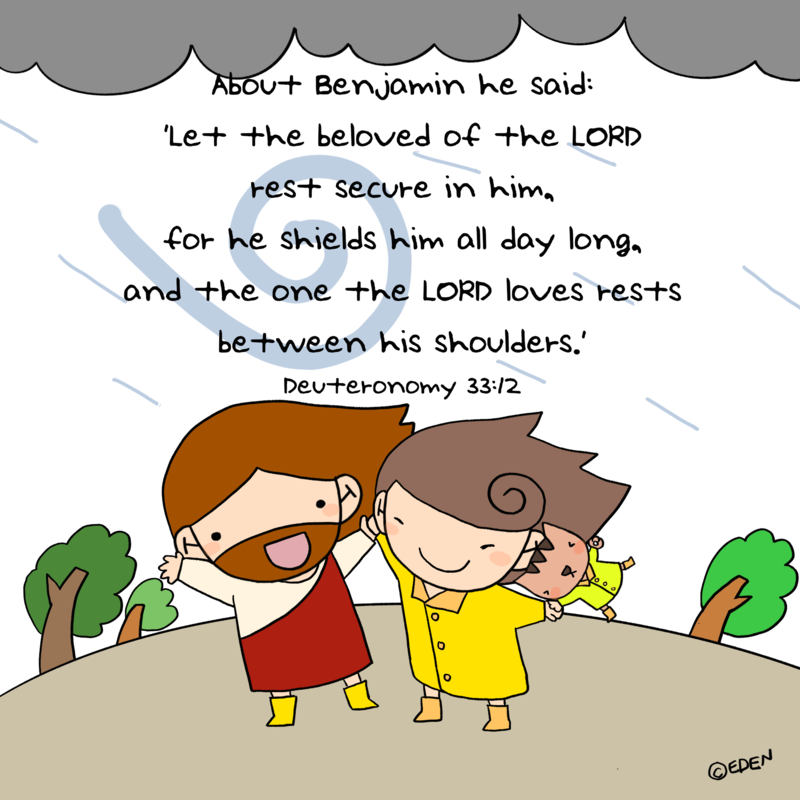 About Benjamin he said:
'Let the beloved of the LORD
rest secure in him,
for he shields him all day long,
and the one the LORD loves rests
between his shoulders.'
Deuteronomy 33:12
©EDEN